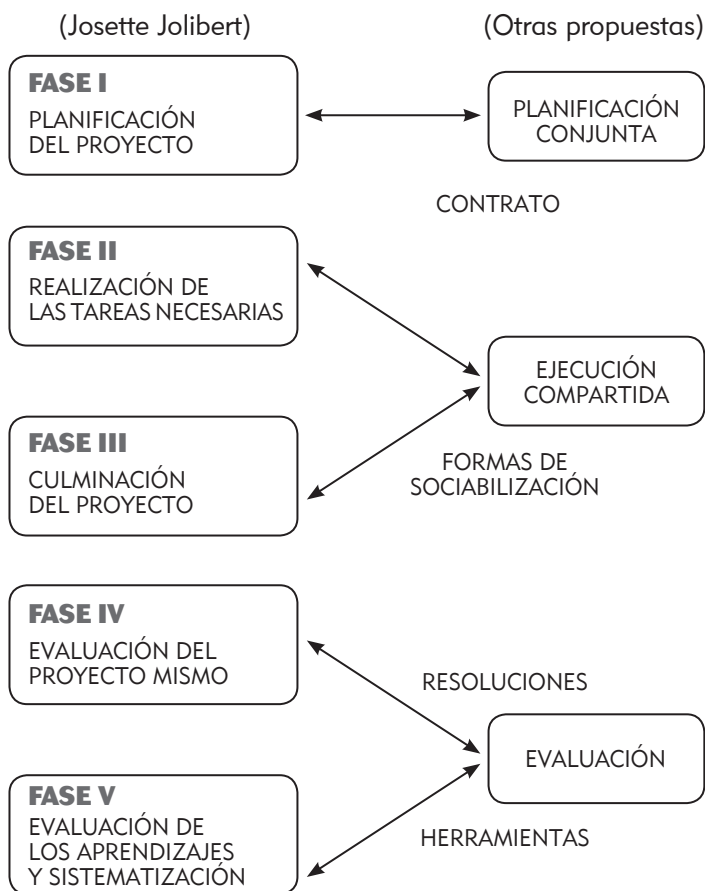 (Josette Jolibert)
(Otras propuestas)
FASE I
PLANIFICACIÓN
DEL PROYECTO
PLANIFICACIÓN
CONJUNTA
CONTRATO
FASE II
REALIZACIÓN DE
LAS TAREAS NECESARIAS
EJECUCIÓN
COMPARTIDA
FASE III
CULMINACIÓN
DEL PROYECTO
FORMAS DE
SOCIABILIZACIÓN
FASE IV
EVALUACIÓN DEL
PROYECTO MISMO
RESOLUCIONES
EVALUACIÓN
FASE V
EVALUACIÓN DE
LOS APRENDIZAJES
Y SISTEMATIZACIÓN
HERRAMIENTAS